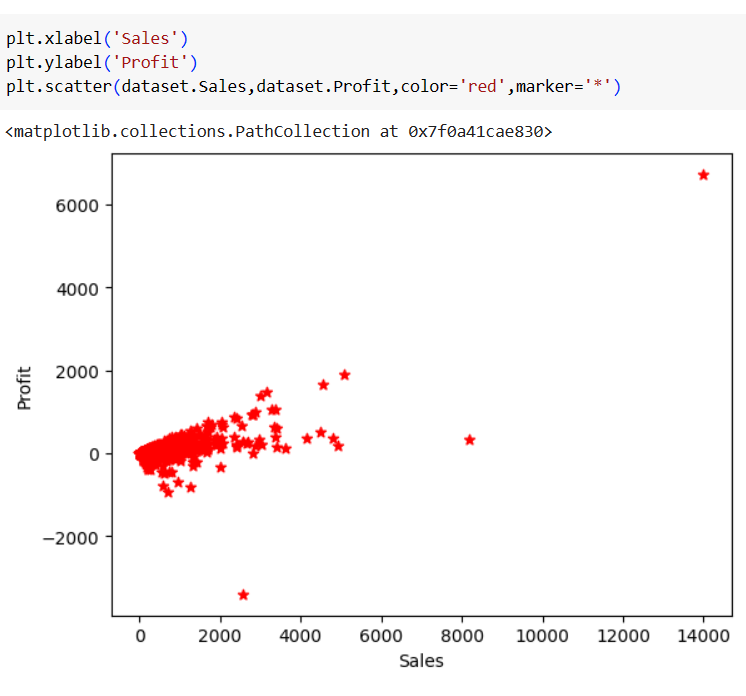 plt.xlabel('Sales')
plt.ylabel('Profit')
plt.scatter(dataset.Sales,dataset.Profit,color='red',marker='*')
<matplotlib.collections.PathCollection at 0x7f0a41cae830>
6000
4000
2000
0
−2000
Profit
0 2000 4000 6000 8000 10000 12000 14000
Sales